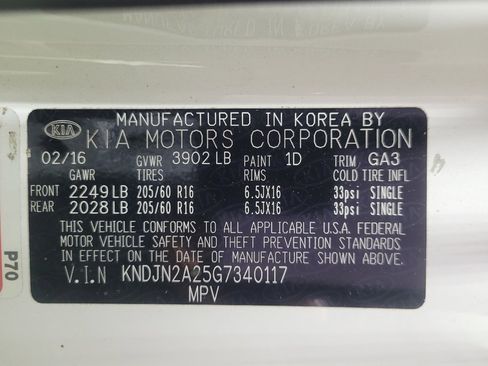 MANUFACTURED IN KOREA BY
KIA KIA MOTORS CORPORATION
02/16 GVWR 3902 LB PAINT 1D TRIM GA3
GAWR TIRES RIMS COLD TIRE INFL
FRONT 2249 LB 205/60 R16 6.5JX16 33psi SINGLE
REAR 2028 LB 205/60 R16 6.5JX16 33psi SINGLE
THIS VEHICLE CONFORMS TO ALL APPLICABLE U.S.A. FEDERAL
MOTOR VEHICLE SAFETY AND THEFT PREVENTION STANDARDS
IN EFFECT ON THE DATE OF MANUFACTURE SHOWN ABOVE
V.I.N KNDJN2A25G7340117
MPV
P70